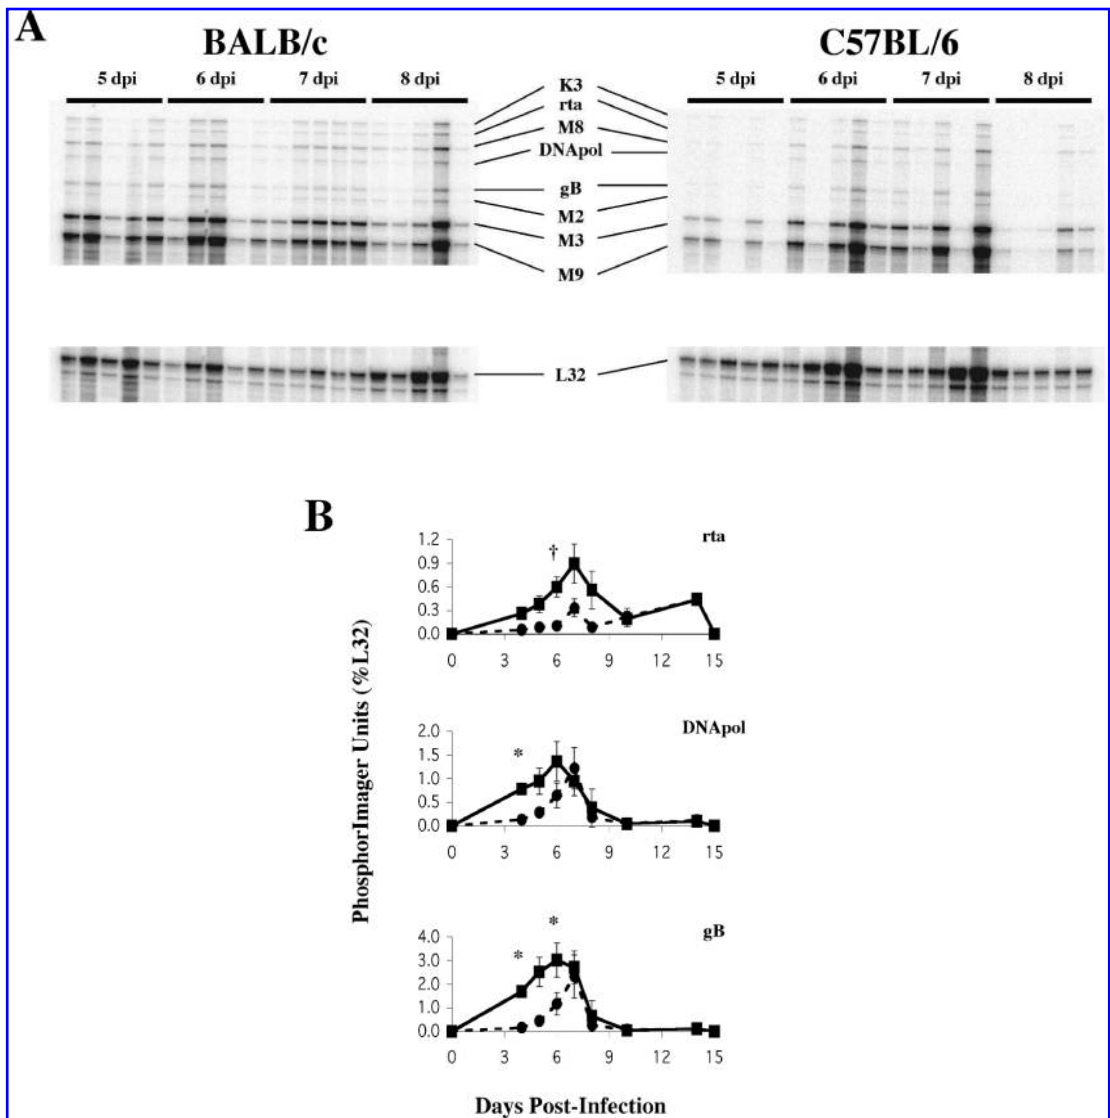 A
BALB/c
C57BL/6
5 dpi 6 dpi 7 dpi 8 dpi
5 dpi 6 dpi 7 dpi 8 dpi
K3
rta
M8
DNApol
gB
M2
M3
M9
L32
B
PhosphorImager Units (%L32)
rta
†
1.2
0.9
0.6
0.3
0.0
0 3 6 9 12 15
DNApol
*
2.0
1.5
1.0
0.5
0.0
0 3 6 9 12 15
gB
* *
4.0
3.0
2.0
1.0
0.0
0 3 6 9 12 15
Days Post-Infection